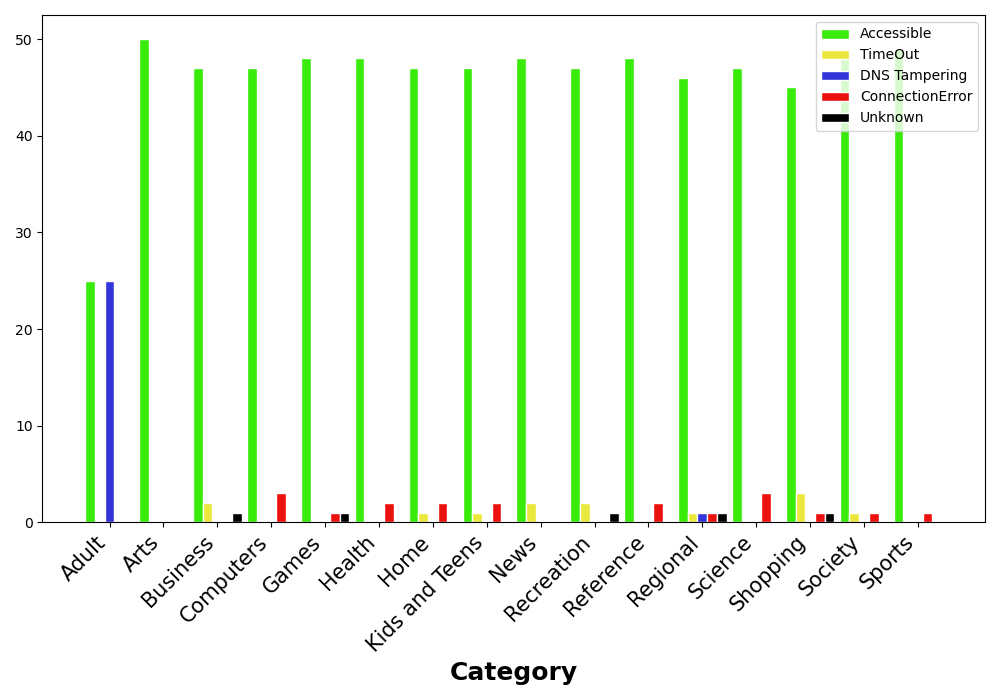 50
40
30
20
10
0
Accessible
TimeOut
DNS Tampering
ConnectionError
Unknown
Adult
Arts
Business
Computers
Games
Health
Home
Kids and Teens
News
Recreation
Reference
Regional
Science
Shopping
Society
Sports
Category